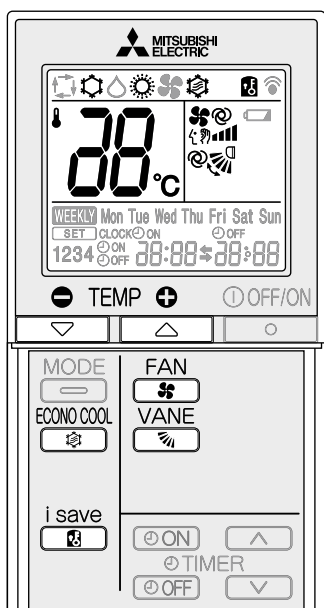 MITSUBISHI
ELECTRIC
88°C
WEEKLY Mon Tue Wed Thu Fri Sat Sun
SET CLOCK ON OFF
1234 ON OFF 88:88 88:88
TEMP OFF/ON
MODE FAN
ECONO COOL VANE
i save
ON
TIMER
OFF